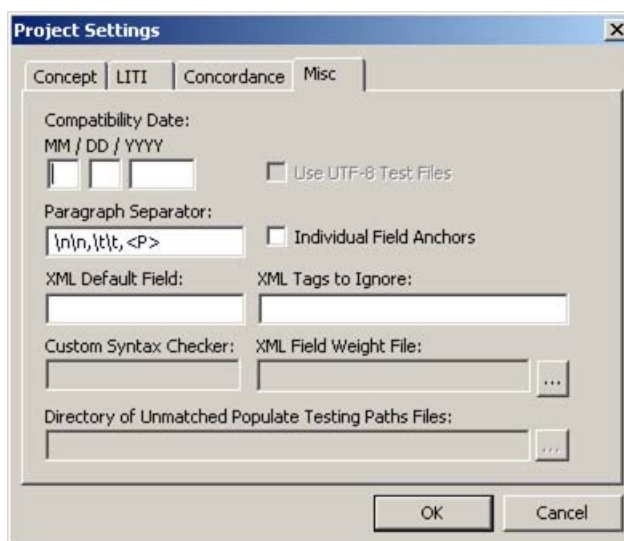 Project Settings
Concept LITI Concordance Misc
Compatibility Date:
MM / DD / YYYY
Use UTF-8 Test Files
Paragraph Separator:
\n\n,\t\t,<P>
Individual Field Anchors
XML Default Field: XML Tags to Ignore:
Custom Syntax Checker: XML Field Weight File:
...
Directory of Unmatched Populate Testing Paths Files:
...
OK Cancel